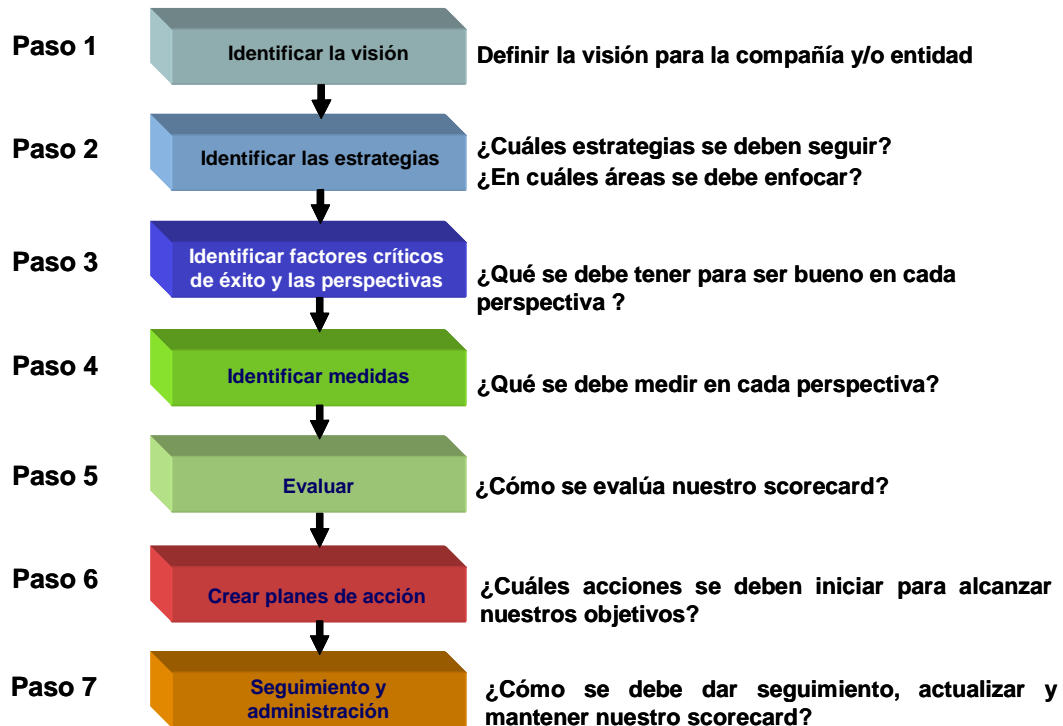 Paso 1
Identificar la visión
Definir la visión para la compañía y/o entidad
Paso 2
Identificar las estrategias
¿Cuáles estrategias se deben seguir?
¿En cuáles áreas se debe enfocar?
Paso 3
Identificar factores críticos
de éxito y las perspectivas
¿Qué se debe tener para ser bueno en cada
perspectiva ?
Paso 4
Identificar medidas
¿Qué se debe medir en cada perspectiva?
Paso 5
Evaluar
¿Cómo se evalúa nuestro scorecard?
Paso 6
Crear planes de acción
¿Cuáles acciones se deben iniciar para alcanzar
nuestros objetivos?
Paso 7
Seguimiento y
administración
¿Cómo se debe dar seguimiento, actualizar y
mantener nuestro scorecard?